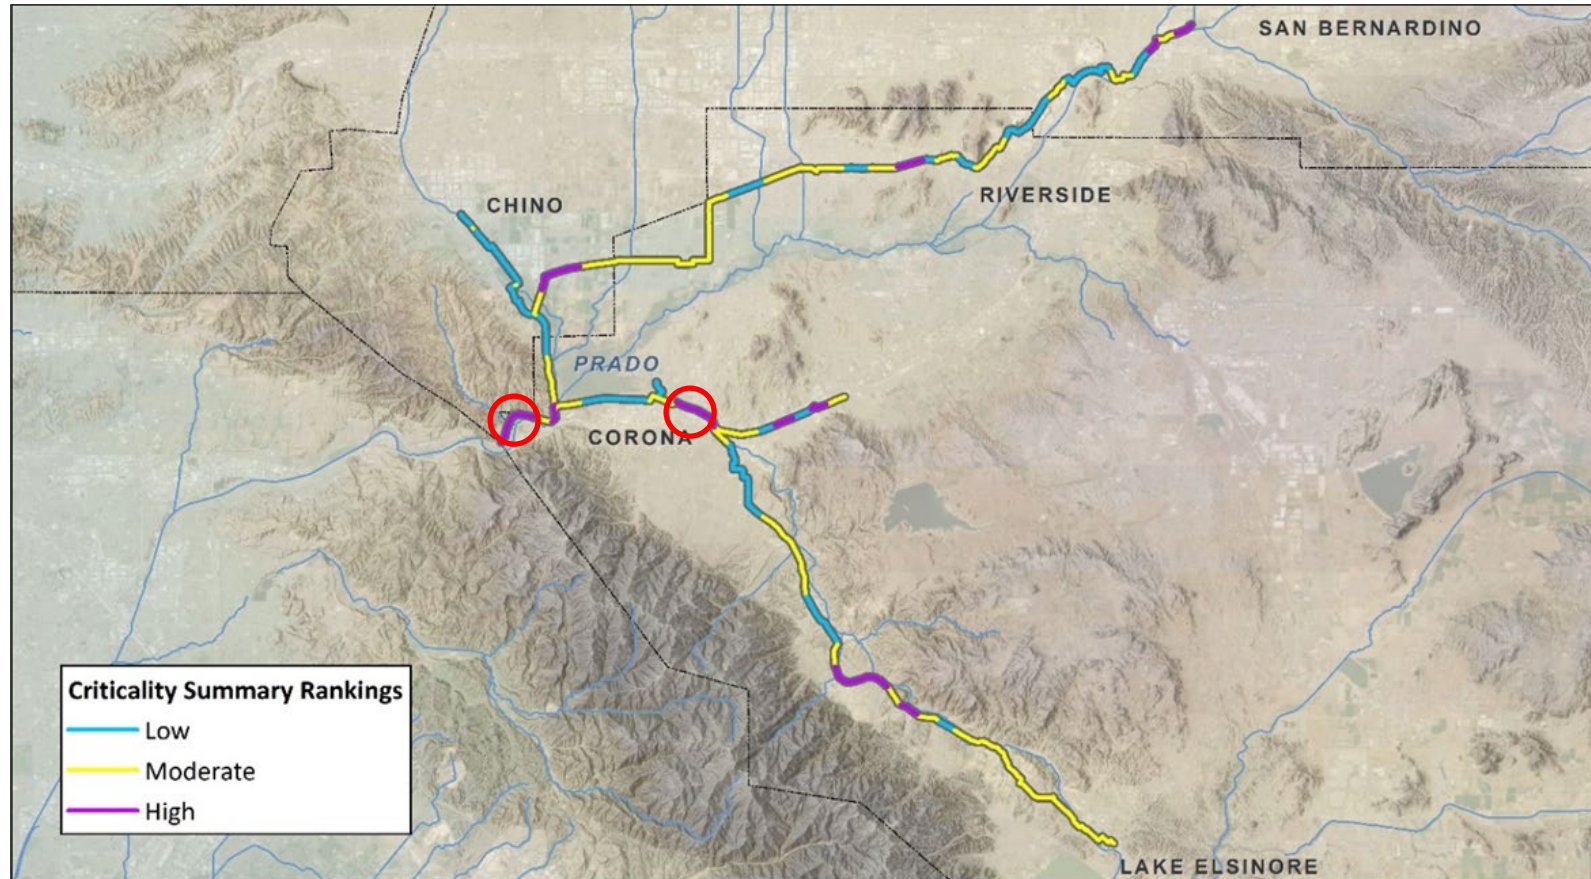 SAN BERNARDINO
RIVERSIDE
CHINO
PRADO
CORONA
Criticality Summary Rankings
Low
Moderate
High
LAKE ELSINORE